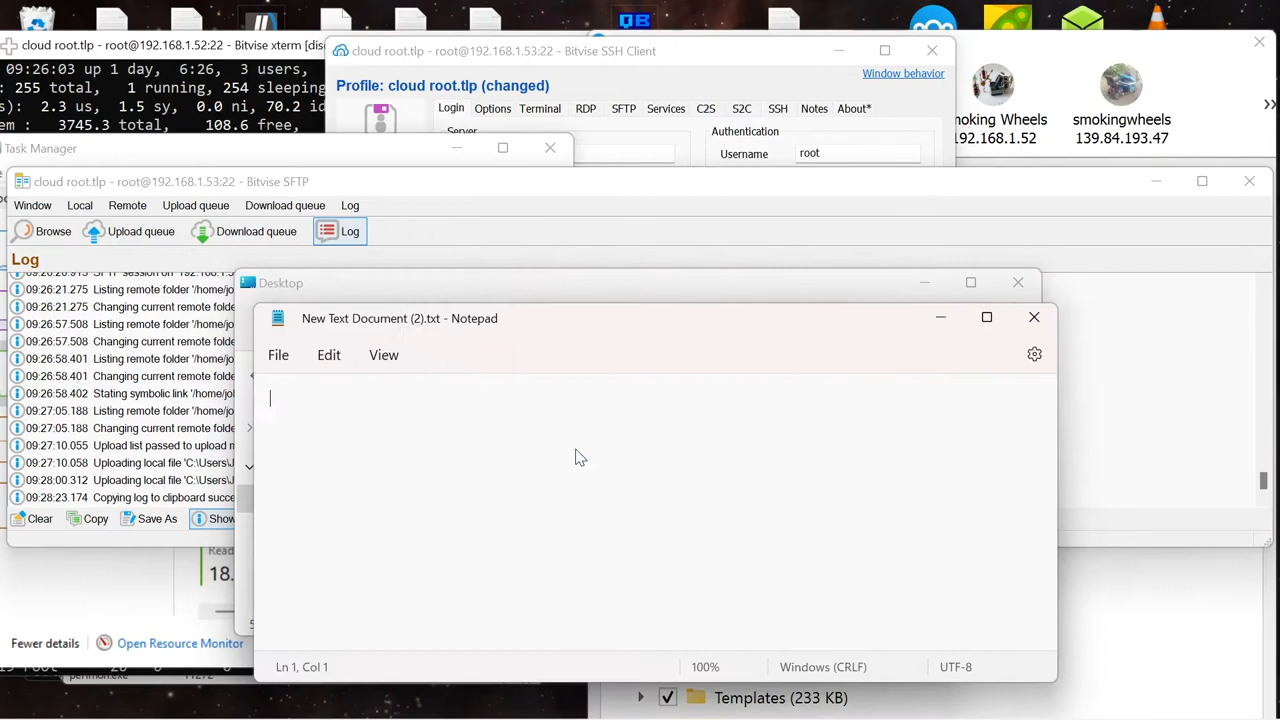 QB
cloud root.tlp - root@192.168.1.52:22 - Bitvise xterm [dis
09:26:03 up 1 day, 6:26, 3 users,
: 255 total, 1 running, 254 sleeping
s): 2.3 us, 1.5 sy, 0.0 ni, 70.2 id
em : 3745.3 total, 108.6 free,
cloud root.tlp - root@192.168.1.53:22 - Bitvise SSH Client
Window behavior
Profile: cloud root.tlp (changed)
Login Options Terminal RDP SFTP Services C2S S2C SSH Notes About*
Server
Authentication
Username root
moking Wheels
192.168.1.52
smokingwheels
139.84.193.47
Task Manager
cloud root.tlp - root@192.168.1.53:22 - Bitvise SFTP
Window Local Remote Upload queue Download queue Log
Browse Upload queue Download queue Log
Log
09:26:21.275 Listing remote folder '/home/jo
09:26:21.275 Changing current remote folde
09:26:57.508 Listing remote folder '/home/jo
09:26:57.508 Changing current remote folde
09:26:58.401 Listing remote folder '/home/jo
09:26:58.401 Changing current remote folde
09:26:58.402 Stating symbolic link '/home/jo
09:27:05.188 Listing remote folder '/home/jo
09:27:05.188 Changing current remote folde
09:27:10.055 Upload list passed to upload m
09:27:10.058 Uploading local file 'C:\Users\J
09:28:00.312 Uploading local file 'C:\Users\J
09:28:23.174 Copying log to clipboard succe
Clear Copy Save As Show
Desktop
New Text Document (2).txt - Notepad
File Edit View
Ln 1, Col 1
100%
Windows (CRLF)
UTF-8
Read
18.
Fewer details Open Resource Monitor
perfmon.exe 11272
Templates (233 KB)